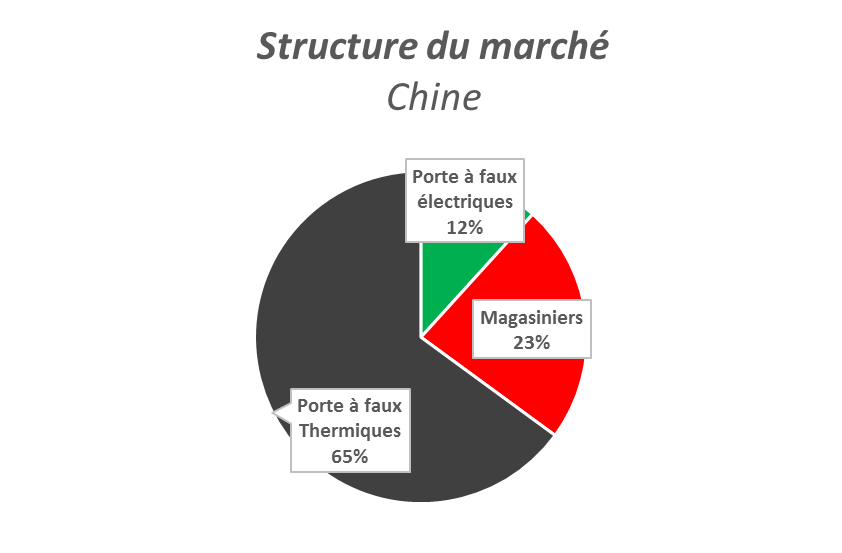 Structure du marché
Chine
Porte à faux
électriques
12%
Magasiniers
23%
Porte à faux
Thermiques
65%